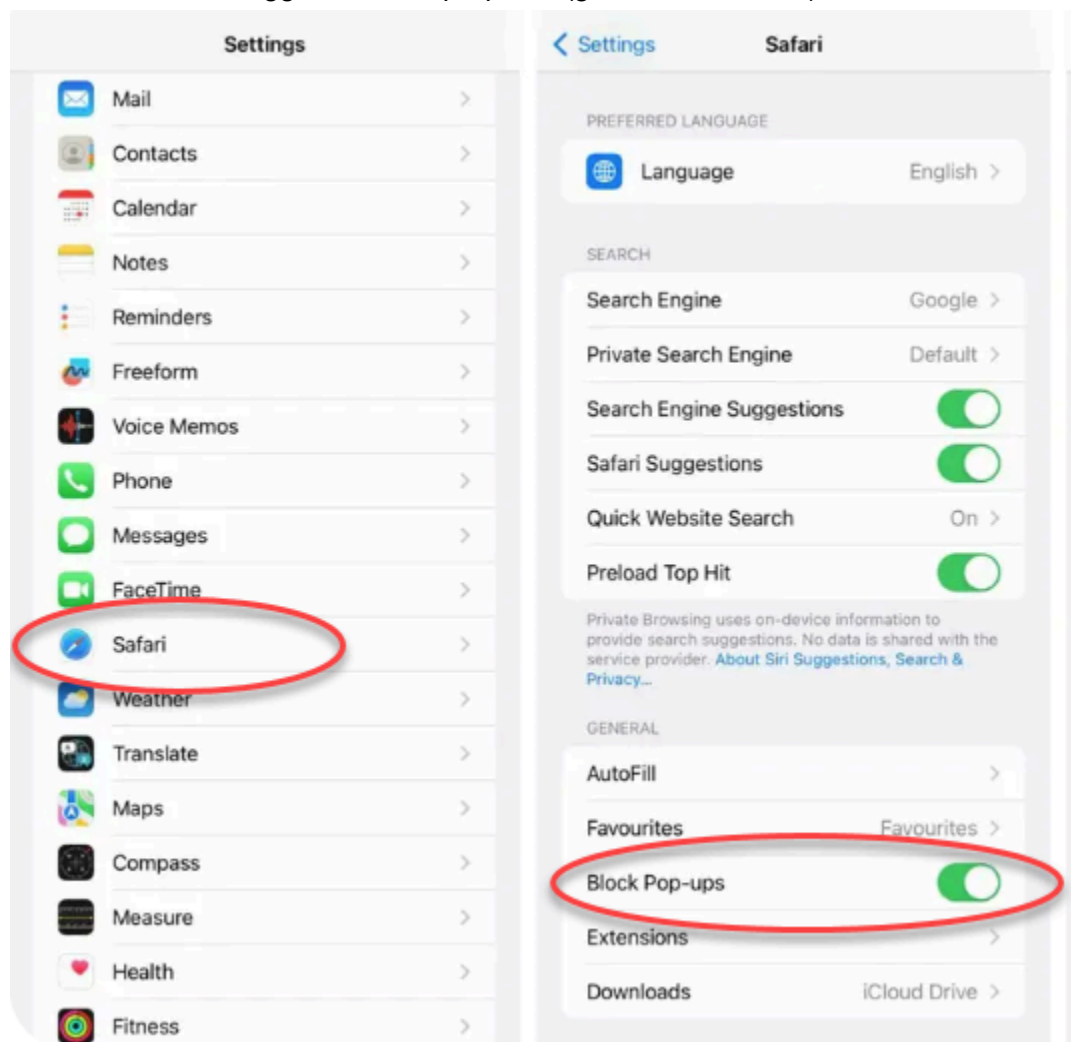 Settings
Mail
Contacts
Calendar
Notes
Reminders
Freeform
Voice Memos
Phone
Messages
FaceTime
Safari
Weather
Translate
Maps
Compass
Measure
Health
Fitness
Settings
Safari
PREFERRED LANGUAGE
Language English
SEARCH
Search Engine Google
Private Search Engine Default
Search Engine Suggestions
Safari Suggestions
Quick Website Search On
Preload Top Hit
Private Browsing uses on-device information to
provide search suggestions. No data is shared with the
service provider. About Siri Suggestions, Search &
Privacy...
GENERAL
AutoFill
Favourites Favourites
Block Pop-ups
Extensions
Downloads iCloud Drive